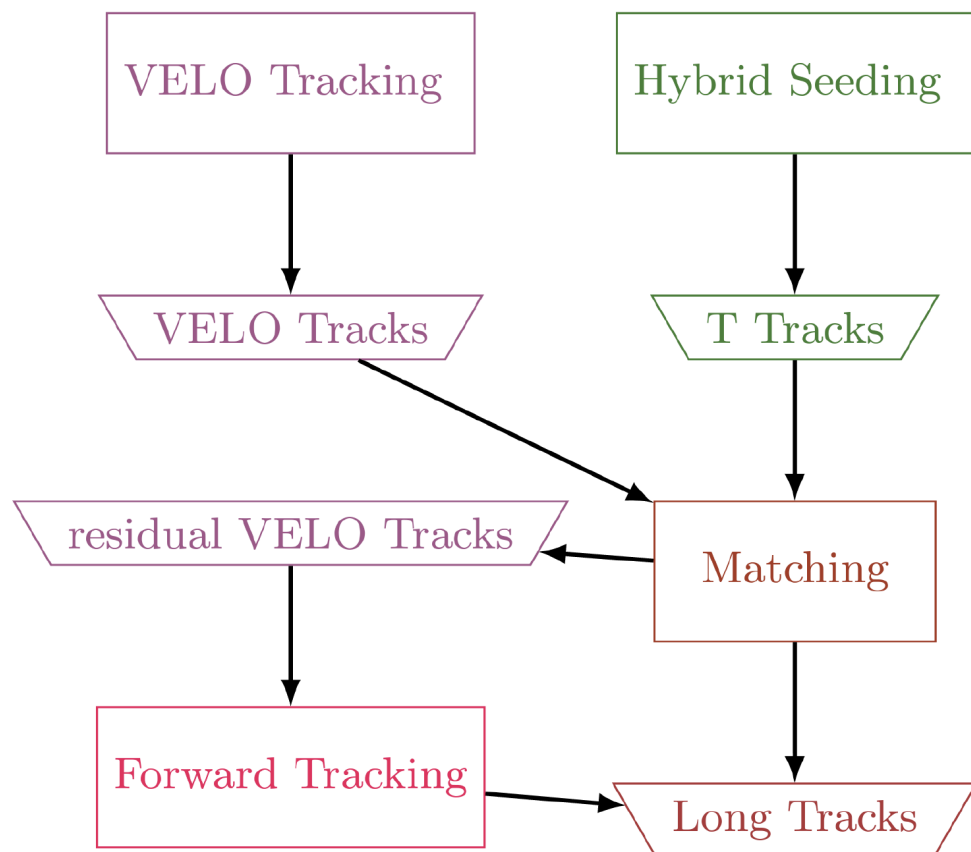 VELO Tracking
Hybrid Seeding
VELO Tracks
T Tracks
residual VELO Tracks
Matching
Forward Tracking
Long Tracks